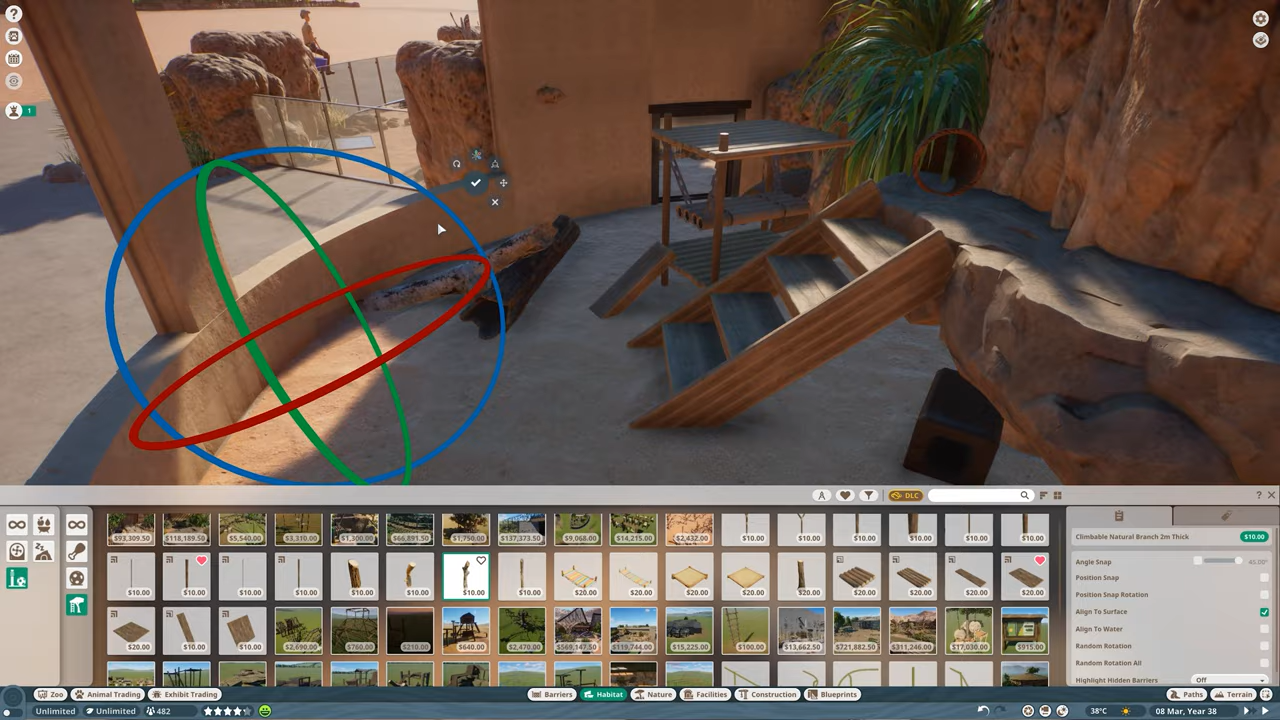 ?
1
DLC
? 
$93,309.50 $118,189.50 $5,540.00 $3,310.00 $1,300.00 $66,891.50 $1,750.00 $137,373.50 $9,068.00 $14,215.00 $2,432.00 $10.00 $10.00 $10.00 $10.00 $10.00 $10.00
Climbable Natural Branch 2m Thick $10.00
Angle Snap 45.00°
Position Snap
$10.00 $10.00 $10.00 $10.00 $10.00 $10.00 $10.00 $10.00 $20.00 $20.00 $20.00 $20.00 $20.00 $20.00 $20.00 $20.00 $20.00
Position Snap Rotation
Align To Surface
Align To Water
Random Rotation
$20.00 $10.00 $10.00 $2,690.00 $760.00 $210.00 $640.00 $2,470.00 $569,147.50 $119,744.00 $15,225.00 $100.00 $13,662.50 $721,882.50 $311,246.00 $17,030.00 $915.00
Random Rotation All
Highlight Hidden Barriers Off
Zoo Animal Trading Exhibit Trading Barriers Habitat Nature Facilities Construction Blueprints Paths Terrain
Unlimited Unlimited 482 38°C 08 Mar, Year 38